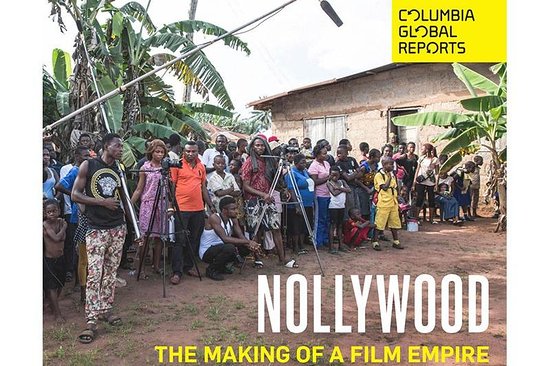 COLUMBIA
GLOBAL
REPORTS
NOLLYWOOD
THE MAKING OF A FILM EMPIRE